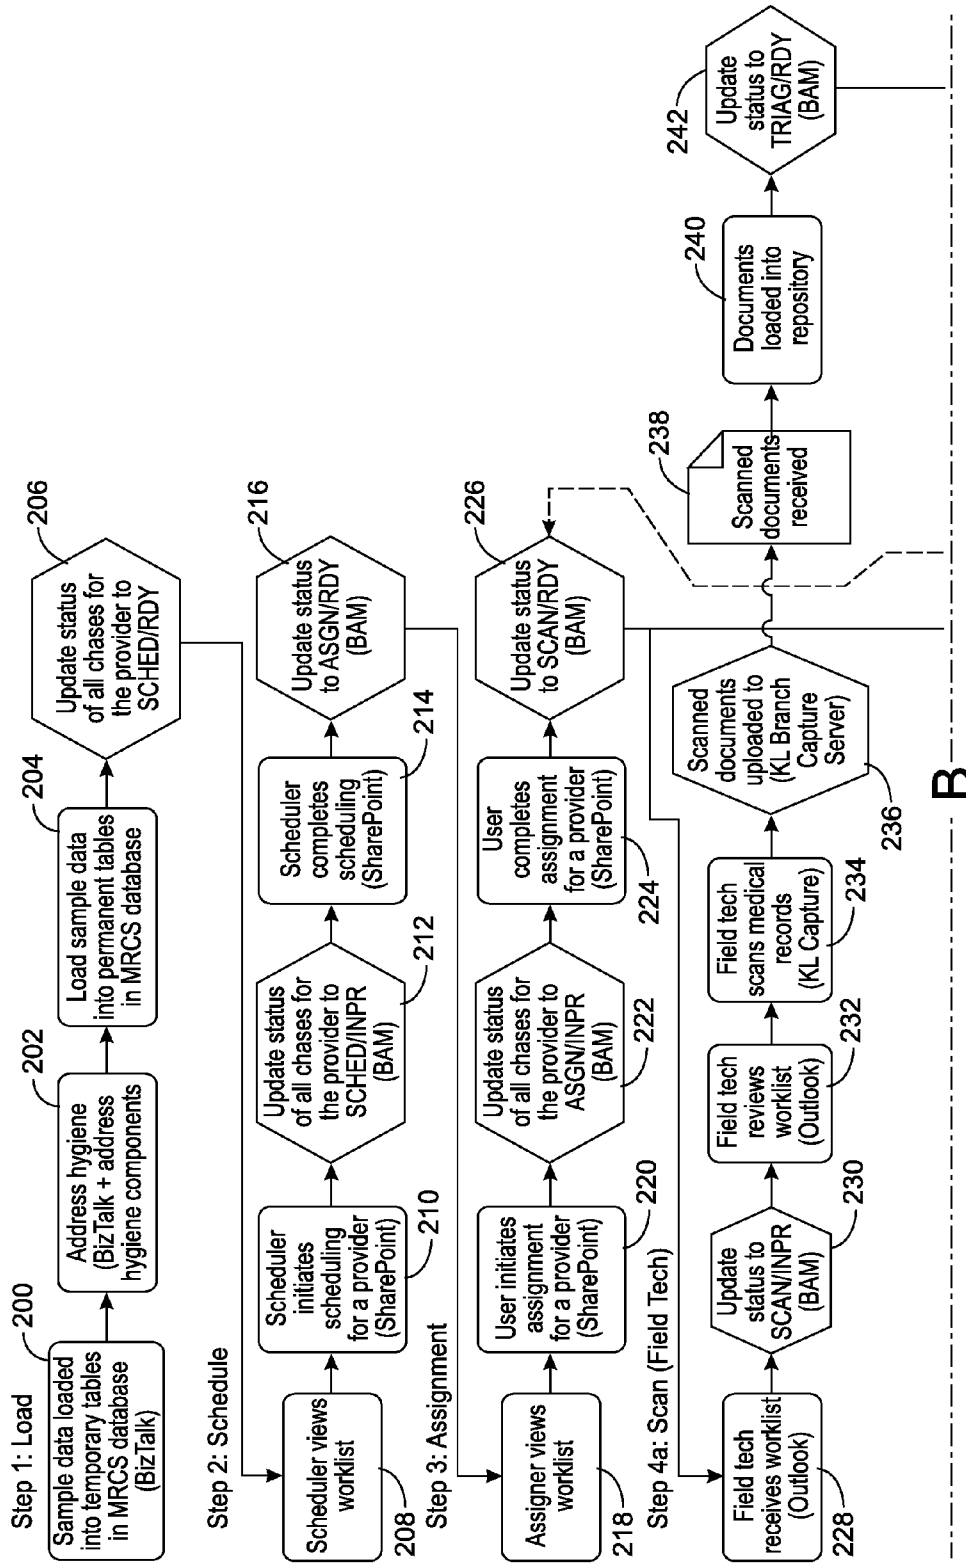 Step 1: Load
200
Sample data loaded
into temporary tables
in MRCS database
(BizTalk)
202
Address hygiene
(BizTalk + address
hygiene components
204
Load sample data
into permanent tables
in MRCS database
206
Update status
of all chases for
the provider to
SCHED/RDY
Step 2: Schedule
Scheduler views
worklist
208
Scheduler
initiates
scheduling
for a provider
(SharePoint)
210
Update status
of all chases for
the provider to
SCHED/INPR
(BAM)
212
Scheduler
completes
scheduling
(SharePoint)
214
216
Update status
to ASGN/RDY
(BAM)
Step 3: Assignment
Assigner views
worklist
218
User initiates
assignment
for a provider
(SharePoint)
220
Update status
of all chases for
the provider to
ASGN/INPR
(BAM)
222
User
completes
assignment
for a provider
(SharePoint)
224
226
Update status
to SCAN/RDY
(BAM)
Step 4a: Scan (Field Tech)
Field tech
receives worklist
(Outlook)
228
Update
status to
SCAN/INPR
(BAM)
230
Field tech
reviews
worklist
(Outlook)
232
Field tech
scans medical
records
(KL Capture)
234
Scanned
documents
uploaded to
(KL Branch
Capture
Server)
236
238
Scanned
documents
received
240
Documents
loaded into
repository
242
Update
status to
TRIAG/RDY
(BAM)
B